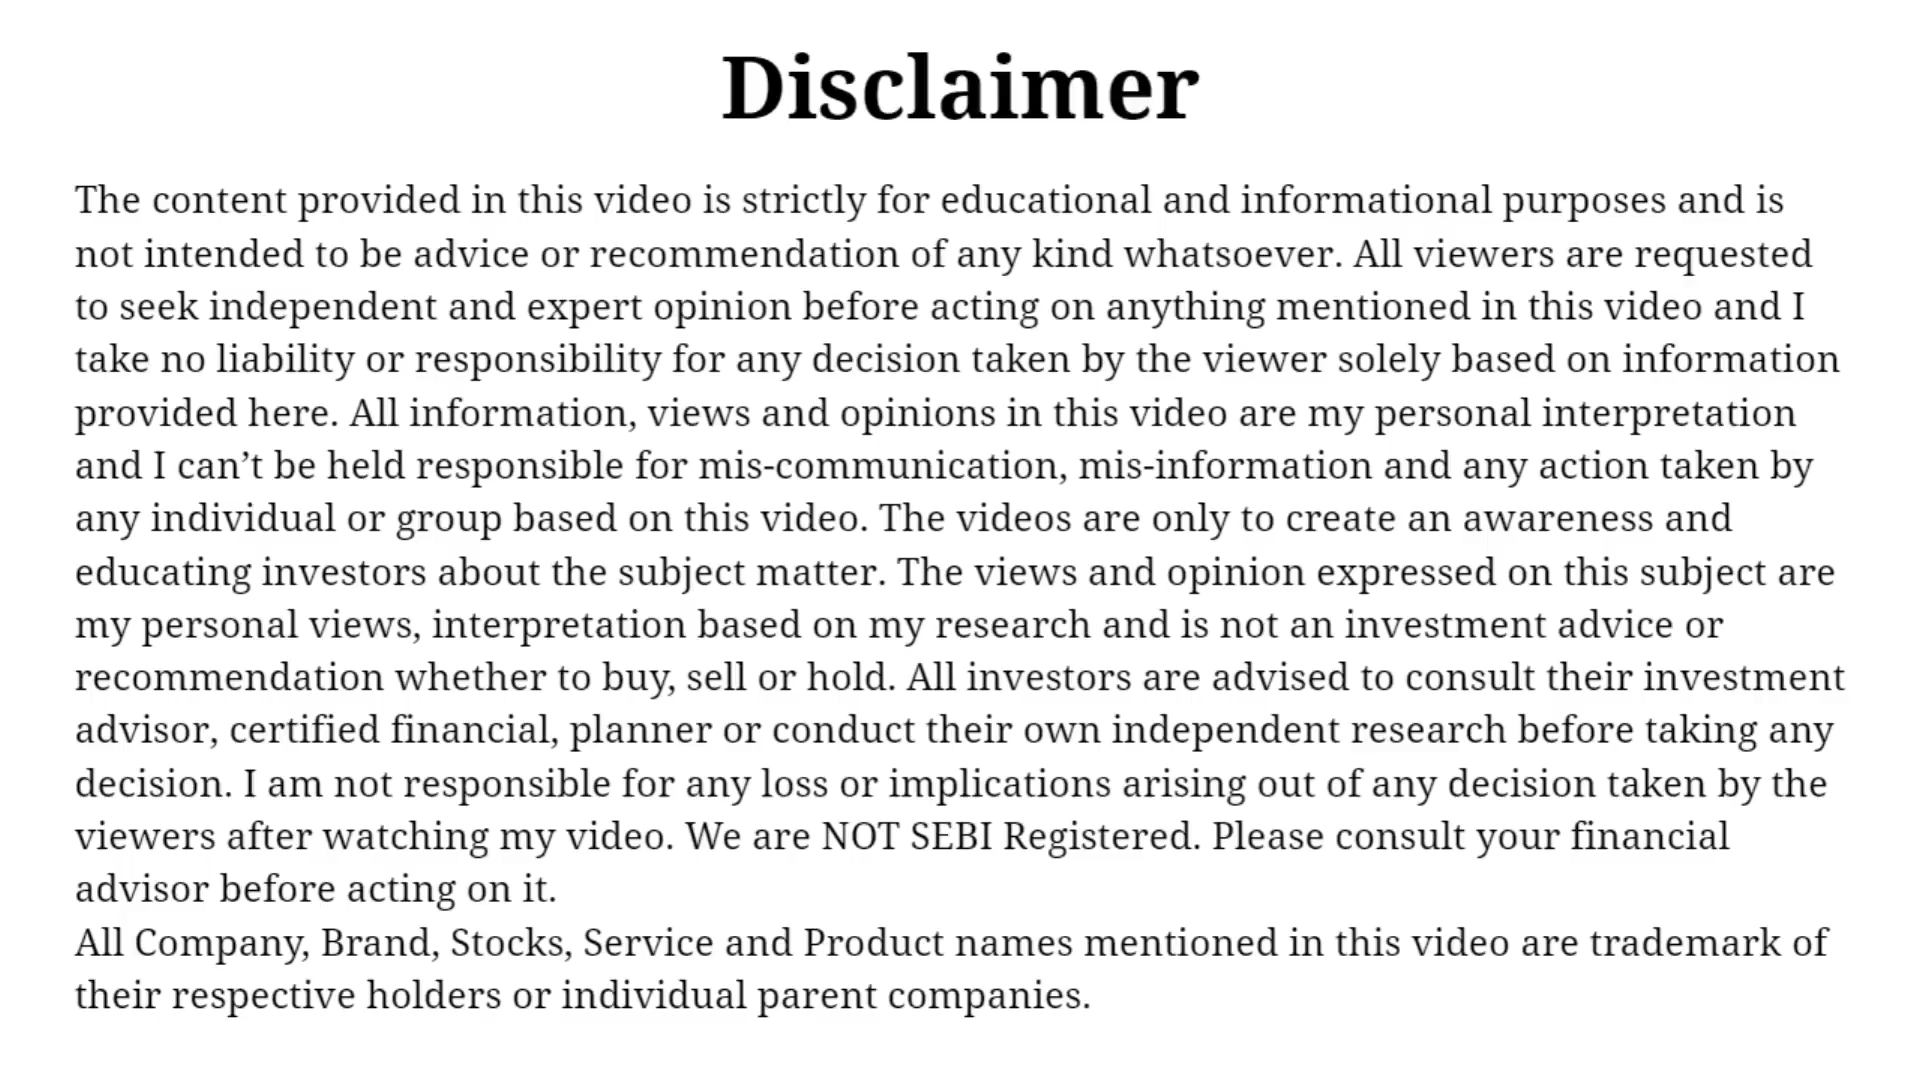 Disclaimer
The content provided in this video is strictly for educational and informational purposes and is
not intended to be advice or recommendation of any kind whatsoever. All viewers are requested
to seek independent and expert opinion before acting on anything mentioned in this video and I
take no liability or responsibility for any decision taken by the viewer solely based on information
provided here. All information, views and opinions in this video are my personal interpretation
and I can’t be held responsible for mis-communication, mis-information and any action taken by
any individual or group based on this video. The videos are only to create an awareness and
educating investors about the subject matter. The views and opinion expressed on this subject are
my personal views, interpretation based on my research and is not an investment advice or
recommendation whether to buy, sell or hold. All investors are advised to consult their investment
advisor, certified financial, planner or conduct their own independent research before taking any
decision. I am not responsible for any loss or implications arising out of any decision taken by the
viewers after watching my video. We are NOT SEBI Registered. Please consult your financial
advisor before acting on it.
All Company, Brand, Stocks, Service and Product names mentioned in this video are trademark of
their respective holders or individual parent companies.